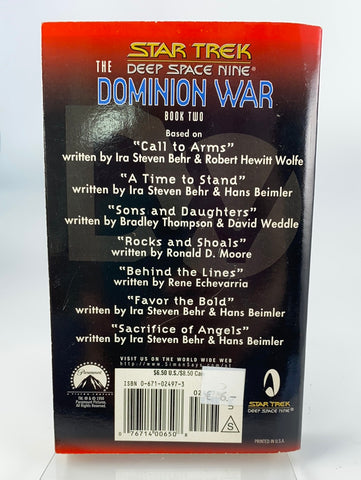 STAR TREK
DEEP SPACE NINE®
THE
DOMINION WAR
BOOK TWO
Based on
"Call to Arms"
written by Ira Steven Behr & Robert Hewitt Wolfe
"A Time to Stand"
written by Ira Steven Behr & Hans Beimler
"Sons and Daughters"
written by Bradley Thompson & David Weddle
"Rocks and Shoals"
written by Ronald D. Moore
"Behind the Lines"
written by Rene Echevarria
"Favor the Bold"
written by Ira Steven Behr & Hans Beimler
"Sacrifice of Angels"
written by Ira Steven Behr & Hans Beimler
VISIT US ON THE WORLD WIDE WEB
$6.50 U.S./$8.50 Can
Paramount
ISBN 0-671-02497-3
0 76714 00650 8
U
S
STAR TREK
DEEP SPACE NINE
PRINTED IN U.S.A.